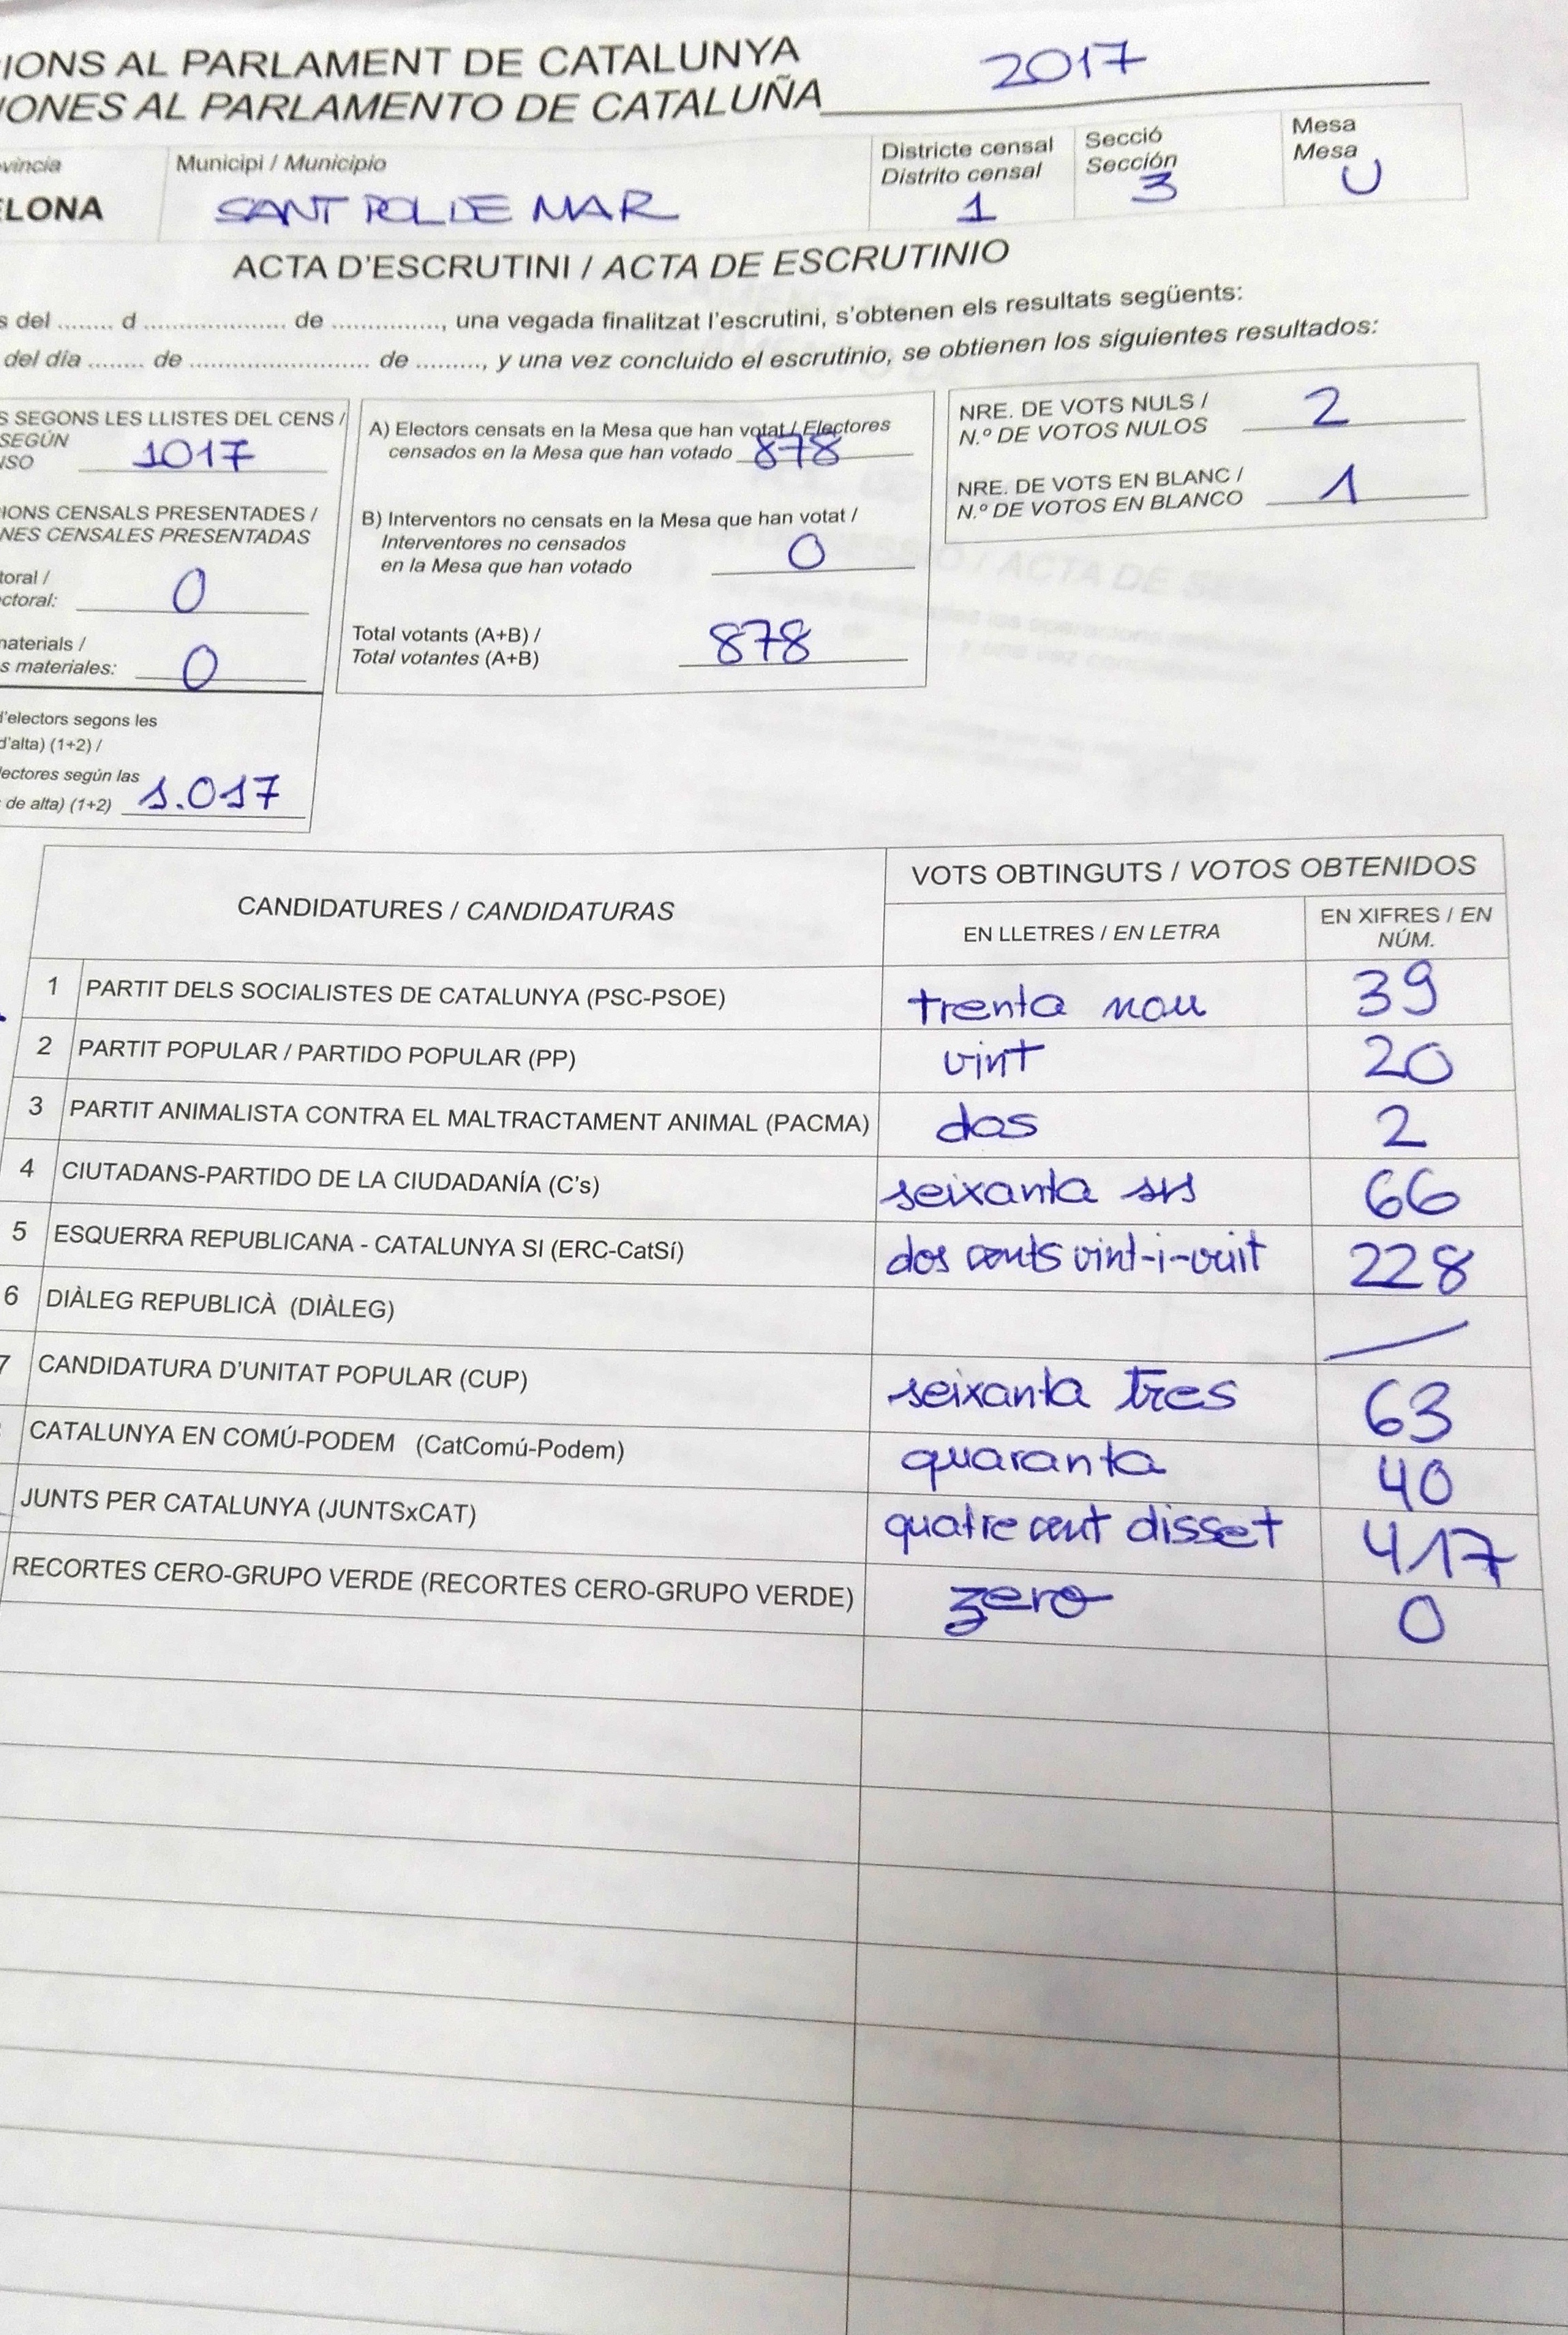 IONS AL PARLAMENT DE CATALUNYA 2017
IONES AL PARLAMENTO DE CATALUÑA
vincia Municipi / Municipio Districte censal Secció Mesa
Distrito censal Sección Mesa
ELONA SANT POL DE MAR 1 3 U
ACTA D'ESCRUTINI / ACTA DE ESCRUTINIO
s del ........ d .................... de ..............., una vegada finalitzat l'escrutini, s'obtenen els resultats següents:
del día ........ de .......................... de .........., y una vez concluido el escrutinio, se obtienen los siguientes resultados:
S SEGONS LES LLISTES DEL CENS /
SEGÚN
NSO 1017
IONS CENSALS PRESENTADES /
NES CENSALES PRESENTADAS
toral /
ctoral: 0
materials /
s materiales: 0
d'electors segons les
d'alta) (1+2) /
lectores según las
de alta) (1+2) 1.017
A) Electors censats en la Mesa que han votat / Electores
censados en la Mesa que han votado 878
B) Interventors no censats en la Mesa que han votat /
Interventores no censados
en la Mesa que han votado 0
Total votants (A+B) /
Total votantes (A+B) 878
NRE. DE VOTS NULS /
N.º DE VOTOS NULOS 2
NRE. DE VOTS EN BLANC /
N.º DE VOTOS EN BLANCO 1
CANDIDATURES / CANDIDATURAS
VOTS OBTINGUTS / VOTOS OBTENIDOS
EN LLETRES / EN LETRA
EN XIFRES / EN
NÚM.
1 PARTIT DELS SOCIALISTES DE CATALUNYA (PSC-PSOE) trenta nou 39
2 PARTIT POPULAR / PARTIDO POPULAR (PP) vint 20
3 PARTIT ANIMALISTA CONTRA EL MALTRACTAMENT ANIMAL (PACMA) dos 2
4 CIUTADANS-PARTIDO DE LA CIUDADANÍA (C's) seixanta sis 66
5 ESQUERRA REPUBLICANA - CATALUNYA SI (ERC-CatSí) dos cents vint-i-vuit 228
6 DIÀLEG REPUBLICÀ (DIÀLEG) —
7 CANDIDATURA D'UNITAT POPULAR (CUP) seixanta tres 63
CATALUNYA EN COMÚ-PODEM (CatComú-Podem) quaranta 40
JUNTS PER CATALUNYA (JUNTSxCAT) quatre cent disset 417
RECORTES CERO-GRUPO VERDE (RECORTES CERO-GRUPO VERDE) zero 0